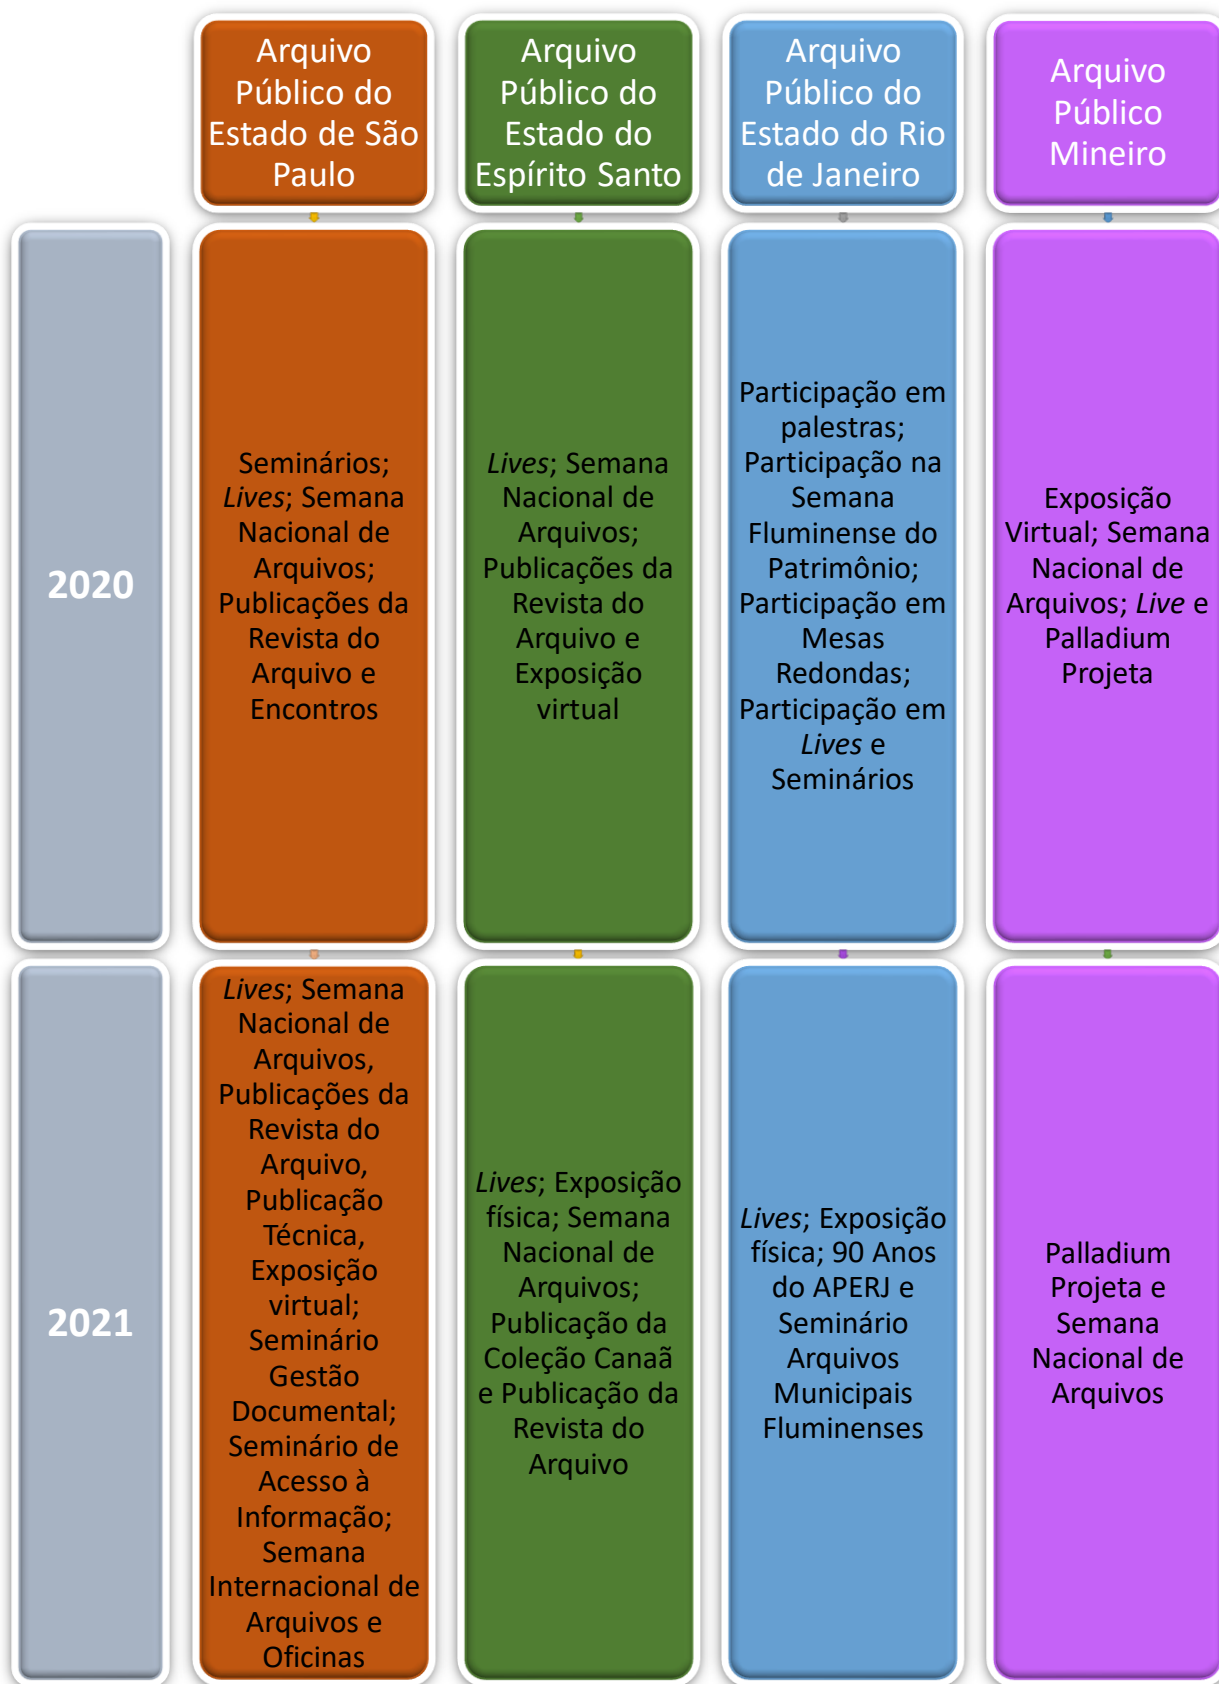 Arquivo
Público do
Estado de São
Paulo
Arquivo
Público do
Estado do
Espírito Santo
Arquivo
Público do
Estado do Rio
de Janeiro
Arquivo
Público
Mineiro
2020
Seminários;
Lives; Semana
Nacional de
Arquivos;
Publicações da
Revista do
Arquivo e
Encontros
Lives; Semana
Nacional de
Arquivos;
Publicações da
Revista do
Arquivo e
Exposição
virtual
Participação em
palestras;
Participação na
Semana
Fluminense do
Patrimônio;
Participação em
Mesas
Redondas;
Participação em
Lives e
Seminários
Exposição
Virtual; Semana
Nacional de
Arquivos; Live e
Palladium
Projeta
2021
Lives; Semana
Nacional de
Arquivos,
Publicações da
Revista do
Arquivo,
Publicação
Técnica,
Exposição
virtual;
Seminário
Gestão
Documental;
Seminário de
Acesso à
Informação;
Semana
Internacional de
Arquivos e
Oficinas
Lives; Exposição
física; Semana
Nacional de
Arquivos;
Publicação da
Coleção Canaã
e Publicação da
Revista do
Arquivo
Lives; Exposição
física; 90 Anos
do APERJ e
Seminário
Arquivos
Municipais
Fluminenses
Palladium
Projeta e
Semana
Nacional de
Arquivos